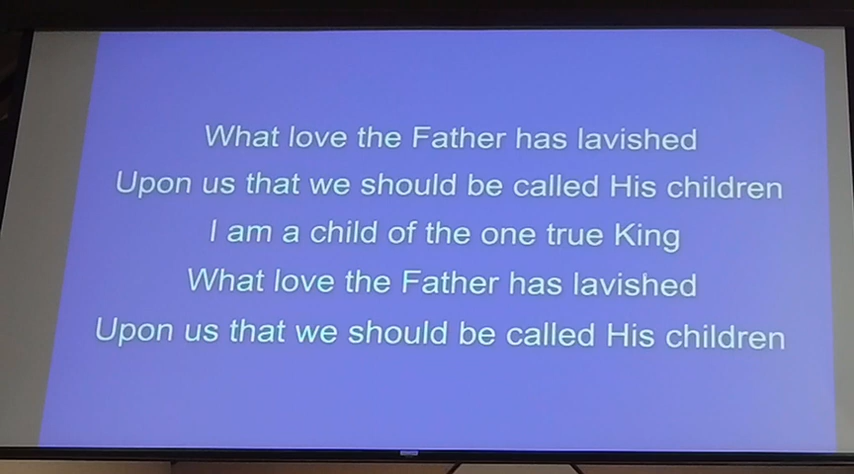 What love the Father has lavished
Upon us that we should be called His children
I am a child of the one true King
What love the Father has lavished
Upon us that we should be called His children